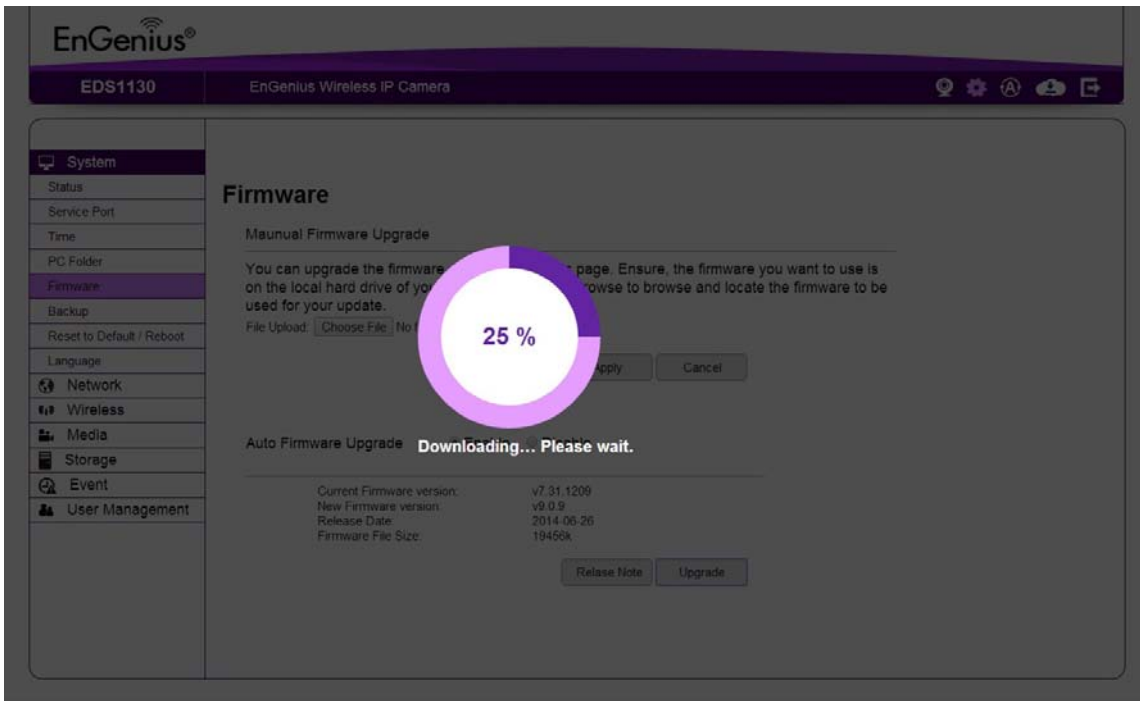 EnGenius®
EDS1130
EnGenius Wireless IP Camera
System
Status
Service Port
Time
PC Folder
Firmware
Backup
Reset to Default / Reboot
Language
Network
Wireless
Media
Storage
Event
User Management
Firmware
Maunual Firmware Upgrade
You can upgrade the firmware page. Ensure, the firmware you want to use is
on the local hard drive of browse to browse and locate the firmware to be
used for your update.
File Upload: Choose File No
Apply Cancel
25 %
Downloading... Please wait.
Auto Firmware Upgrade Enable Disable
Current Firmware version: v7.31.1209
New Firmware version: v9.0.9
Release Date: 2014-06-26
Firmware File Size: 19456k
Relase Note Upgrade